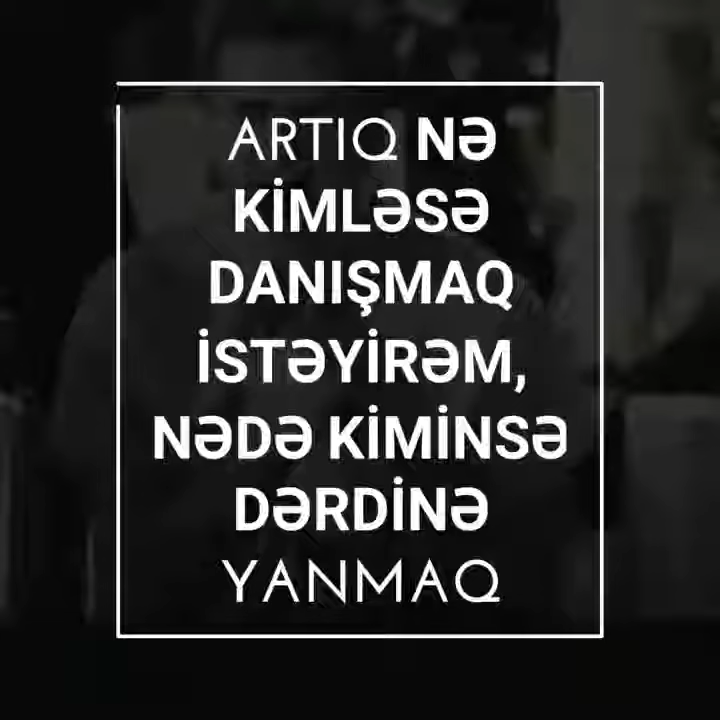 ARTIQ NƏ
KİMLƏSƏ
DANIŞMAQ
İSTƏYİRƏM,
NƏDƏ KİMİNSƏ
DƏRDİNƏ
YANMAQ